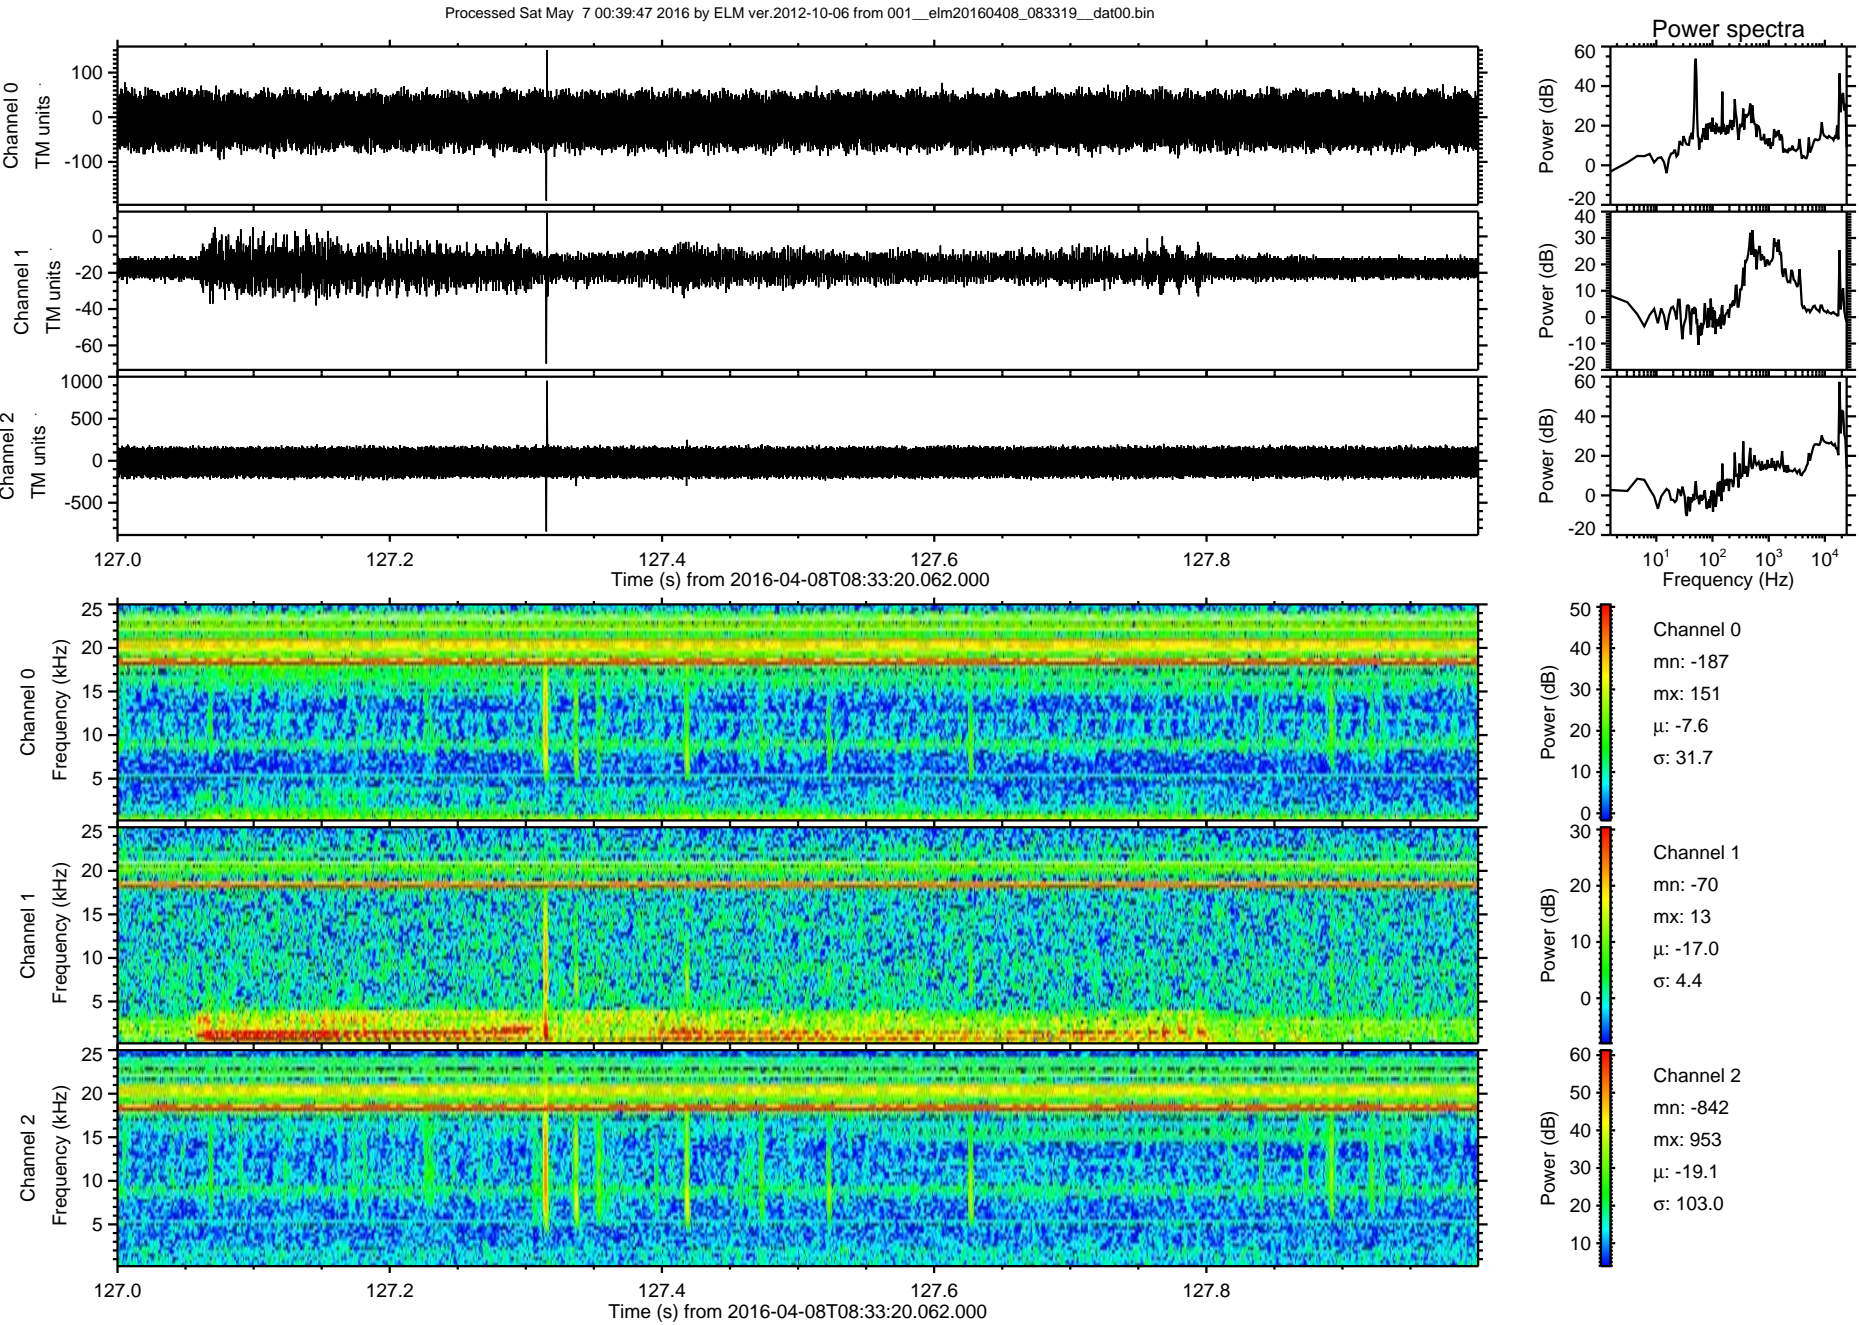 Processed Sat May  7 00:39:47 2016 by ELM ver.2012-10-06 from 001__elm20160408_083319__dat00.bin
Power spectra
Channel 0
TM units
100
0
-100
Power (dB)
60
40
20
0
-20
Channel 1
TM units
0
-20
-40
-60
Power (dB)
40
30
20
10
0
-10
-20
Channel 2
TM units
1000
500
0
-500
Power (dB)
60
40
20
0
-20
127.0 127.2 127.4 127.6 127.8
Time (s) from 2016-04-08T08:33:20.062.000
10¹ 10² 10³ 10⁴
Frequency (Hz)
Channel 0
Frequency (kHz)
25
20
15
10
5
Power (dB)
50
40
30
20
10
0
Channel 0
mn: -187
mx: 151
μ: -7.6
σ: 31.7
Channel 1
Frequency (kHz)
25
20
15
10
5
Power (dB)
30
20
10
0
Channel 1
mn: -70
mx: 13
μ: -17.0
σ: 4.4
Channel 2
Frequency (kHz)
25
20
15
10
5
Power (dB)
60
50
40
30
20
10
Channel 2
mn: -842
mx: 953
μ: -19.1
σ: 103.0
127.0 127.2 127.4 127.6 127.8
Time (s) from 2016-04-08T08:33:20.062.000